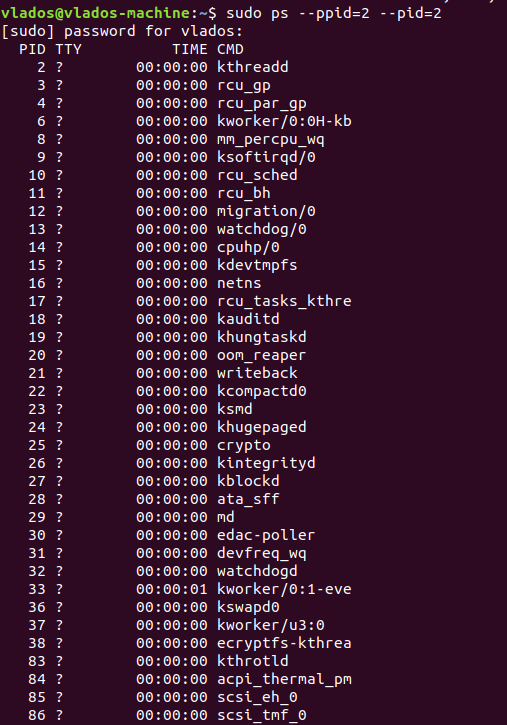 vlados@vlados-machine:~$ sudo ps --ppid=2 --pid=2
[sudo] password for vlados:
  PID TTY          TIME CMD
    2 ?        00:00:00 kthreadd
    3 ?        00:00:00 rcu_gp
    4 ?        00:00:00 rcu_par_gp
    6 ?        00:00:00 kworker/0:0H-kb
    8 ?        00:00:00 mm_percpu_wq
    9 ?        00:00:00 ksoftirqd/0
   10 ?        00:00:00 rcu_sched
   11 ?        00:00:00 rcu_bh
   12 ?        00:00:00 migration/0
   13 ?        00:00:00 watchdog/0
   14 ?        00:00:00 cpuhp/0
   15 ?        00:00:00 kdevtmpfs
   16 ?        00:00:00 netns
   17 ?        00:00:00 rcu_tasks_kthre
   18 ?        00:00:00 kauditd
   19 ?        00:00:00 khungtaskd
   20 ?        00:00:00 oom_reaper
   21 ?        00:00:00 writeback
   22 ?        00:00:00 kcompactd0
   23 ?        00:00:00 ksmd
   24 ?        00:00:00 khugepaged
   25 ?        00:00:00 crypto
   26 ?        00:00:00 kintegrityd
   27 ?        00:00:00 kblockd
   28 ?        00:00:00 ata_sff
   29 ?        00:00:00 md
   30 ?        00:00:00 edac-poller
   31 ?        00:00:00 devfreq_wq
   32 ?        00:00:00 watchdogd
   33 ?        00:00:01 kworker/0:1-eve
   36 ?        00:00:00 kswapd0
   37 ?        00:00:00 kworker/u3:0
   38 ?        00:00:00 ecryptfs-kthrea
   83 ?        00:00:00 kthrotld
   84 ?        00:00:00 acpi_thermal_pm
   85 ?        00:00:00 scsi_eh_0
   86 ?        00:00:00 scsi_tmf_0